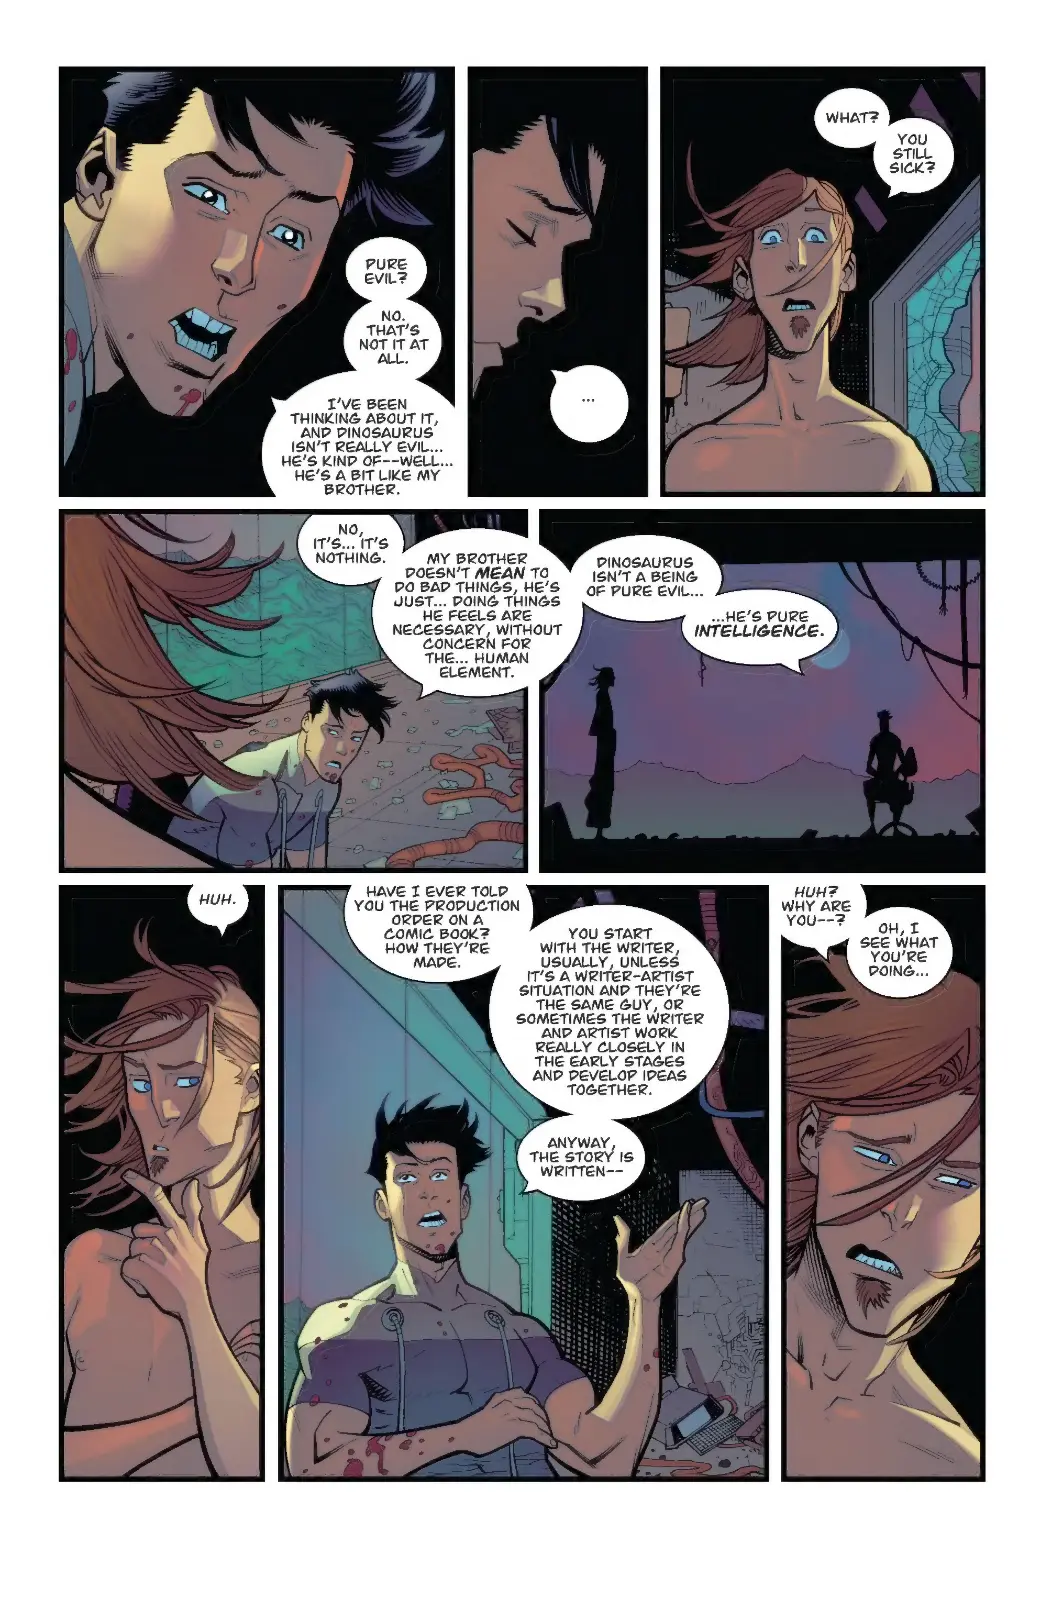 PURE
EVIL?
NO.
THAT'S
NOT IT AT
ALL.
I'VE BEEN
THINKING ABOUT IT,
AND DINOSAURUS
ISN'T REALLY EVIL...
HE'S KIND OF--WELL...
HE'S A BIT LIKE MY
BROTHER.
...
WHAT?
YOU
STILL
SICK?
NO,
IT'S... IT'S
NOTHING.
MY BROTHER
DOESN'T MEAN TO
DO BAD THINGS, HE'S
JUST... DOING THINGS
HE FEELS ARE
NECESSARY, WITHOUT
CONCERN FOR
THE... HUMAN
ELEMENT.
DINOSAURUS
ISN'T A BEING
OF PURE EVIL...
...HE'S PURE
INTELLIGENCE.
HUH.
HAVE I EVER TOLD
YOU THE PRODUCTION
ORDER ON A
COMIC BOOK?
HOW THEY'RE
MADE.
YOU START
WITH THE WRITER,
USUALLY, UNLESS
IT'S A WRITER-ARTIST
SITUATION AND THEY'RE
THE SAME GUY, OR
SOMETIMES THE WRITER
AND ARTIST WORK
REALLY CLOSELY IN
THE EARLY STAGES
AND DEVELOP IDEAS
TOGETHER.
ANYWAY,
THE STORY IS
WRITTEN--
HUH?
WHY ARE
YOU--?
OH, I
SEE WHAT
YOU'RE
DOING...